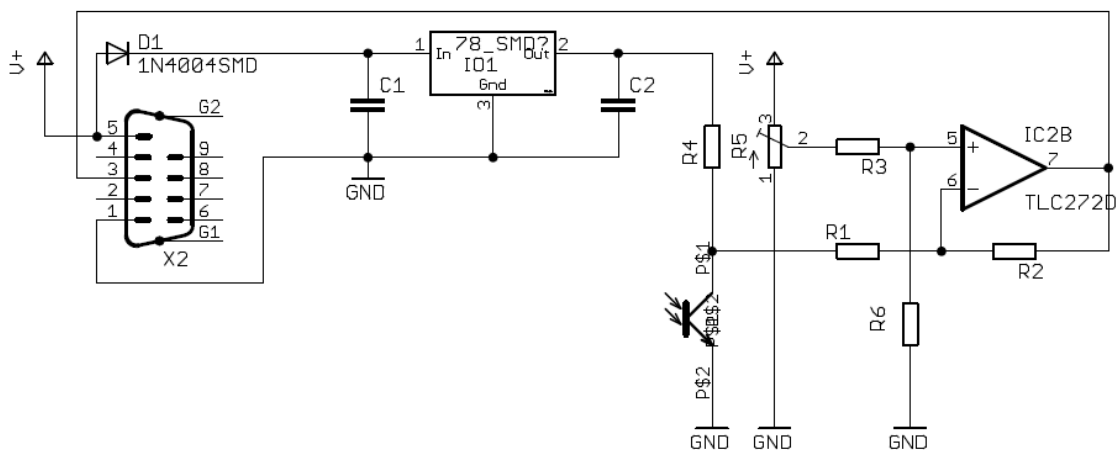 V+
D1
1N4004SMD
1
In
78_SMD?
Out
2
IO1
Gnd
3
C1
C2
GND
G2
5
4
9
3
8
2
7
1
6
G1
X2
R4
P$1
P$2
P$2
GND
V+
3
R5
2
1
GND
R3
5
+
6
-
7
IC2B
TLC272D
R1
R2
R6
GND